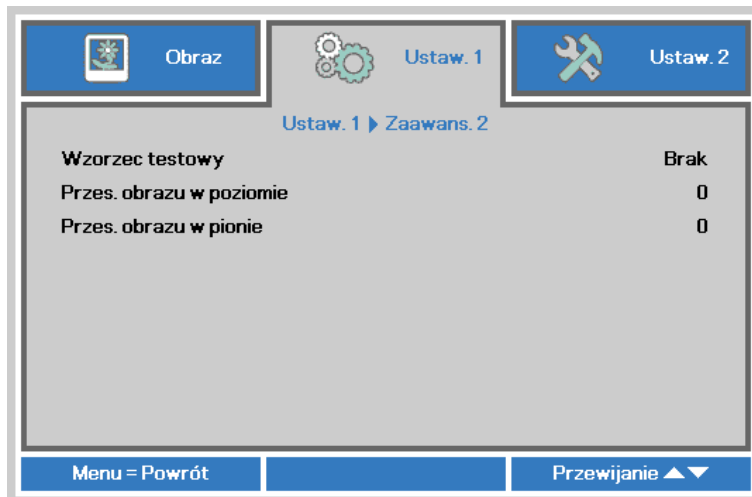 Obraz Ustaw. 1 Ustaw. 2
Ustaw. 1 ▶ Zaawans. 2
Wzorzec testowy Brak
Przes. obrazu w poziomie 0
Przes. obrazu w pionie 0
Menu = Powrót Przewijanie ▲▼